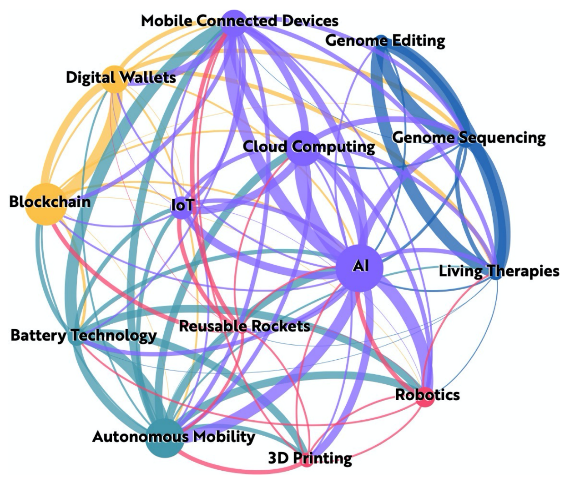 Mobile Connected Devices
Genome Editing
Digital Wallets
Genome Sequencing
Cloud Computing
Blockchain
IoT
AI
Living Therapies
Reusable Rockets
Battery Technology
Robotics
Autonomous Mobility
3D Printing